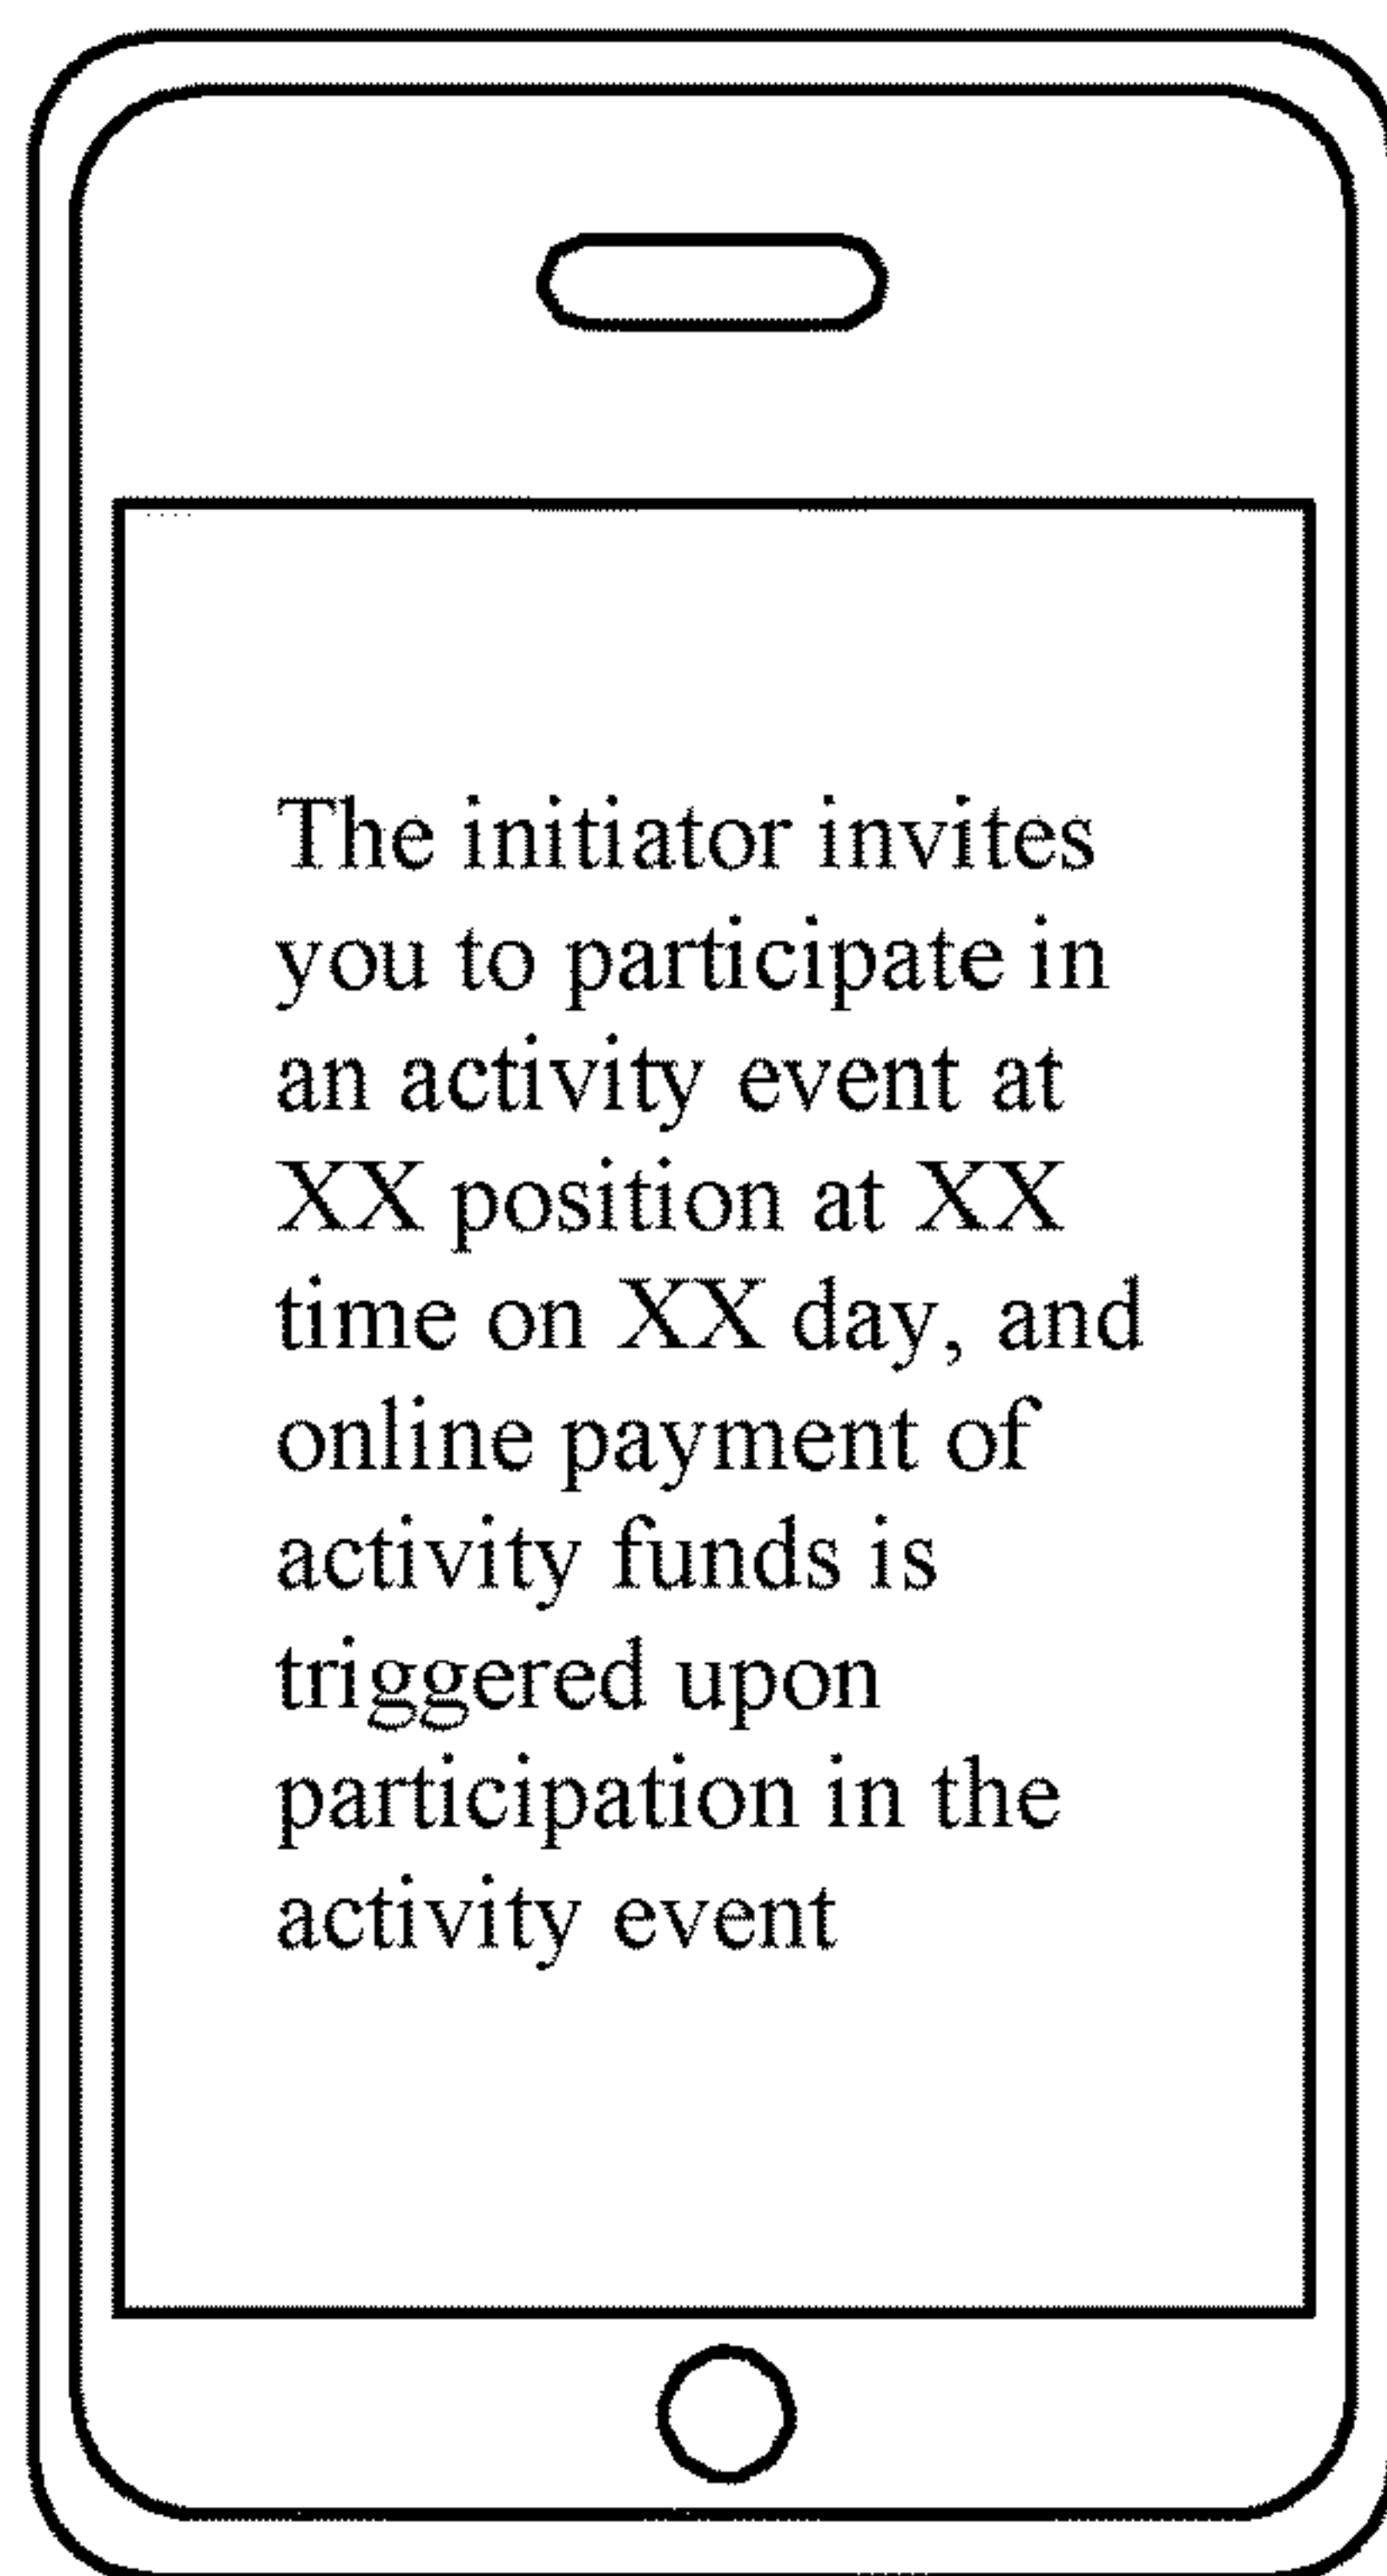 The initiator invites
you to participate in
an activity event at
XX position at XX
time on XX day, and
online payment of
activity funds is
triggered upon
participation in the
activity event